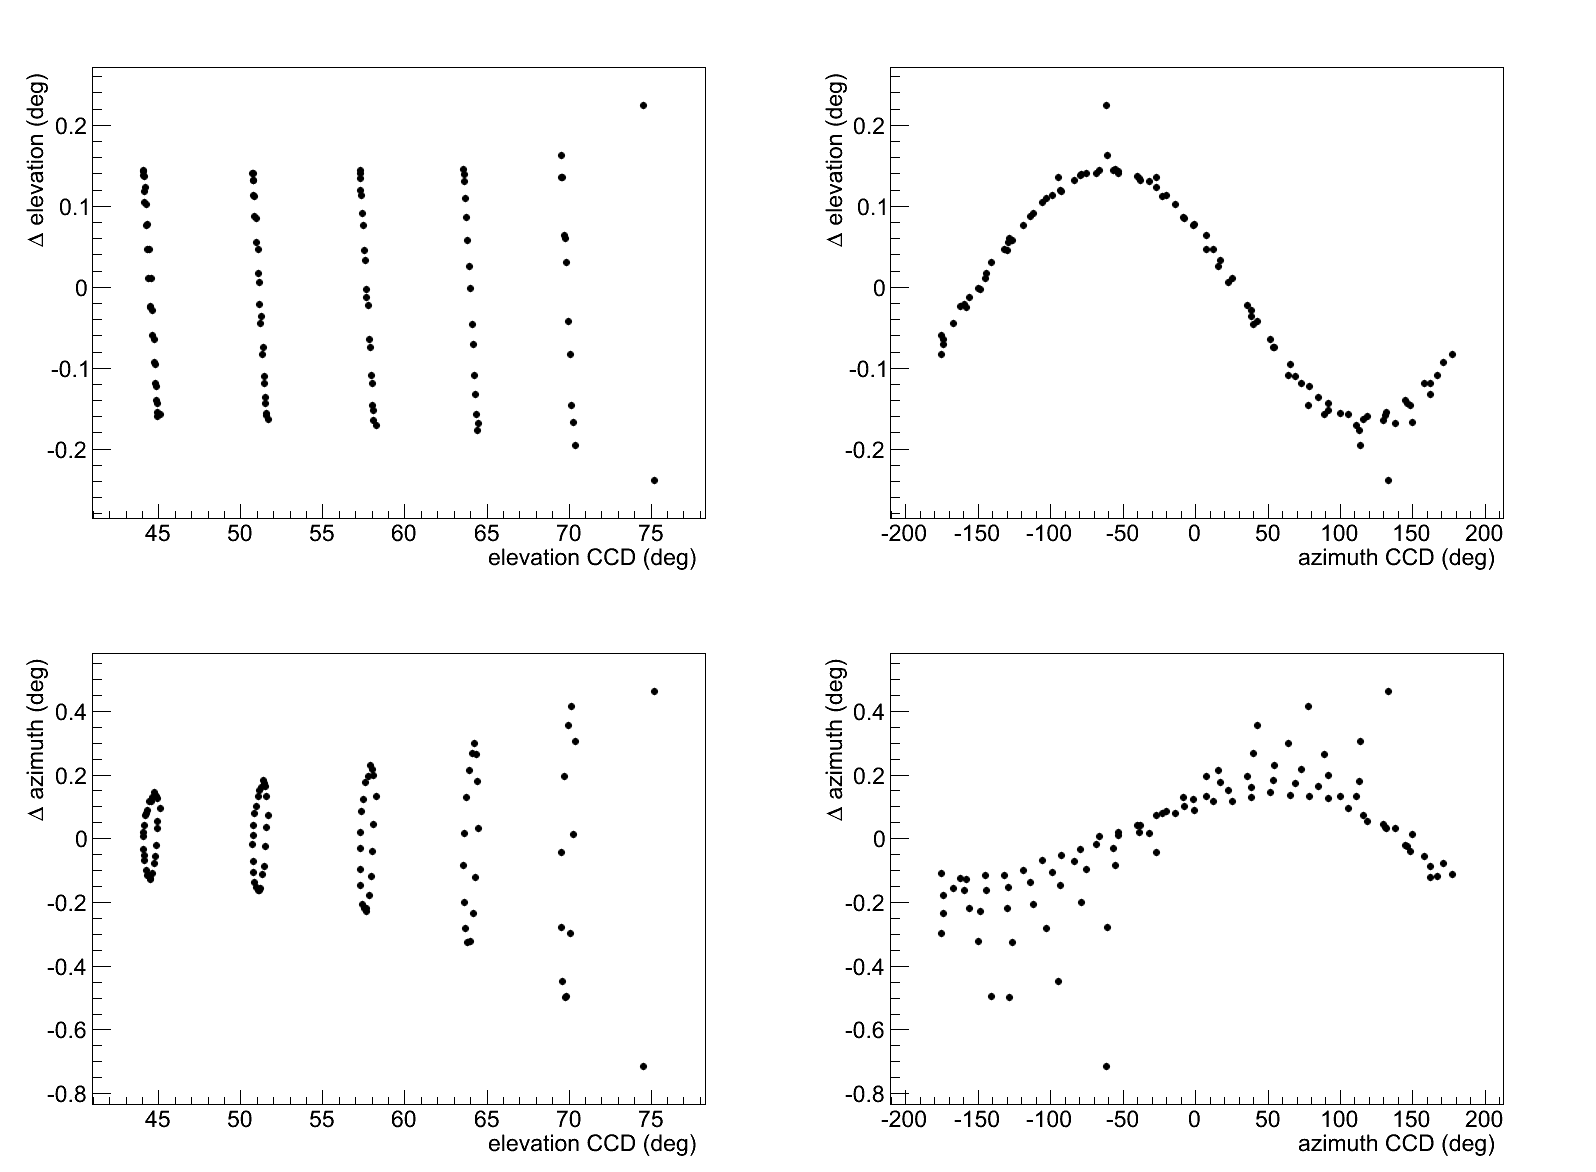 Δ elevation (deg)
0.2
0.1
0
-0.1
-0.2
45 50 55 60 65 70 75
elevation CCD (deg)
Δ elevation (deg)
0.2
0.1
0
-0.1
-0.2
-200 -150 -100 -50 0 50 100 150 200
azimuth CCD (deg)
Δ azimuth (deg)
0.4
0.2
0
-0.2
-0.4
-0.6
-0.8
45 50 55 60 65 70 75
elevation CCD (deg)
Δ azimuth (deg)
0.4
0.2
0
-0.2
-0.4
-0.6
-0.8
-200 -150 -100 -50 0 50 100 150 200
azimuth CCD (deg)